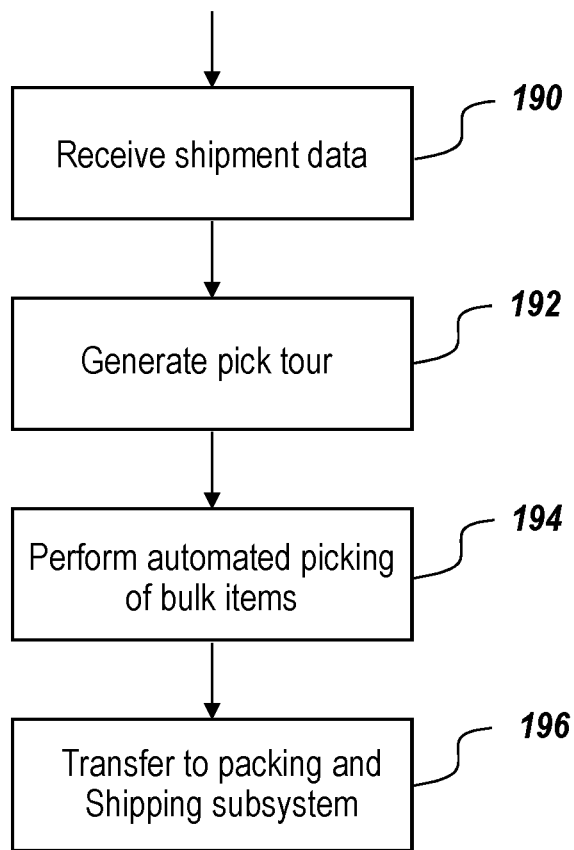 190
Receive shipment data
192
Generate pick tour
194
Perform automated picking
of bulk items
196
Transfer to packing and
Shipping subsystem